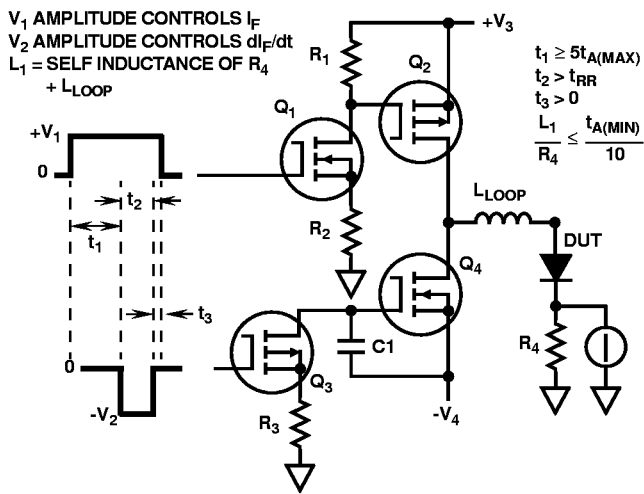 V1 AMPLITUDE CONTROLS IF
V2 AMPLITUDE CONTROLS dIF/dt
L1 = SELF INDUCTANCE OF R4
+ LLOOP
+V3
t1 ≥ 5tA(MAX)
t2 > tRR
t3 > 0
L1/R4 ≤ tA(MIN)/10
R1
Q2
Q1
+V1
0
t2
t1
R2
LLOOP
DUT
Q4
t3
R4
C1
0
Q3
-V2
R3
-V4